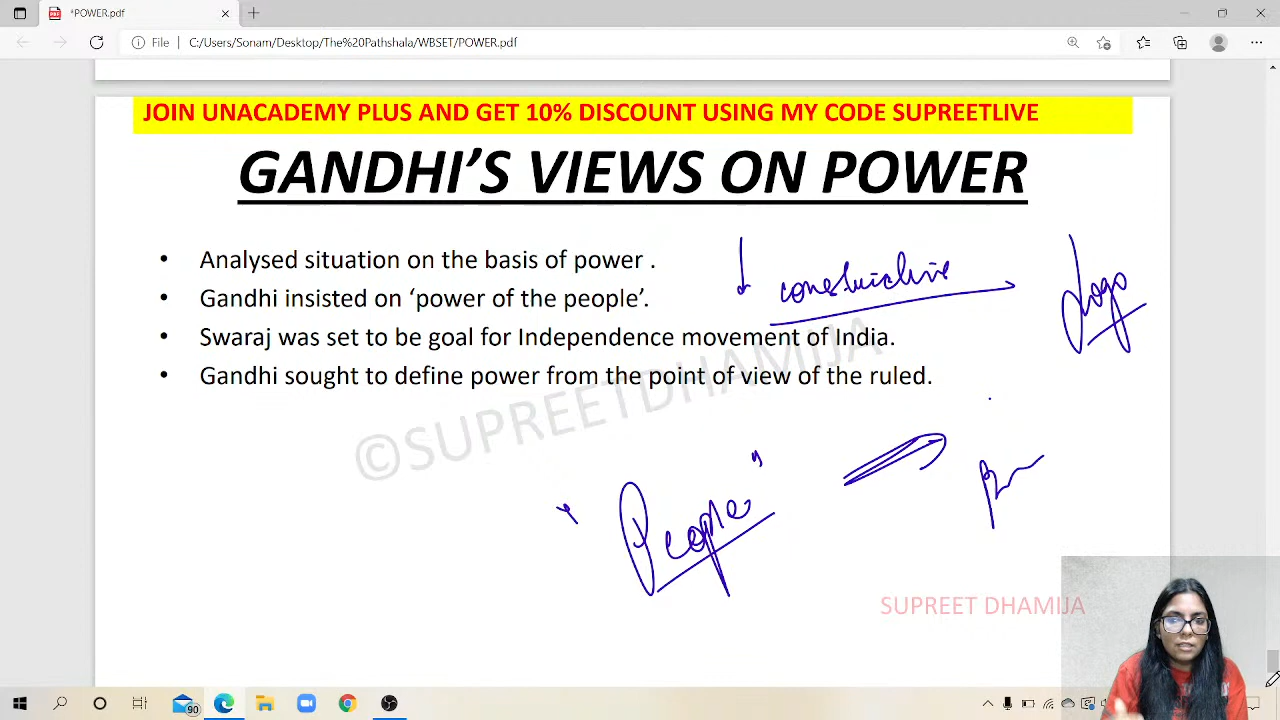 *POWER.pdf
File
C:/Users/Sonam/Desktop/The%20Pathshala/WBSET/POWER.pdf
JOIN UNACADEMY PLUS AND GET 10% DISCOUNT USING MY CODE SUPREETLIVE
GANDHI’S VIEWS ON POWER
• Analysed situation on the basis of power .
constructive
Logo
• Gandhi insisted on ‘power of the people’.
• Swaraj was set to be goal for Independence movement of India.
• Gandhi sought to define power from the point of view of the ruled.
©SUPREETDHAMIJA
"People"
SUPREET DHAMIJA
90